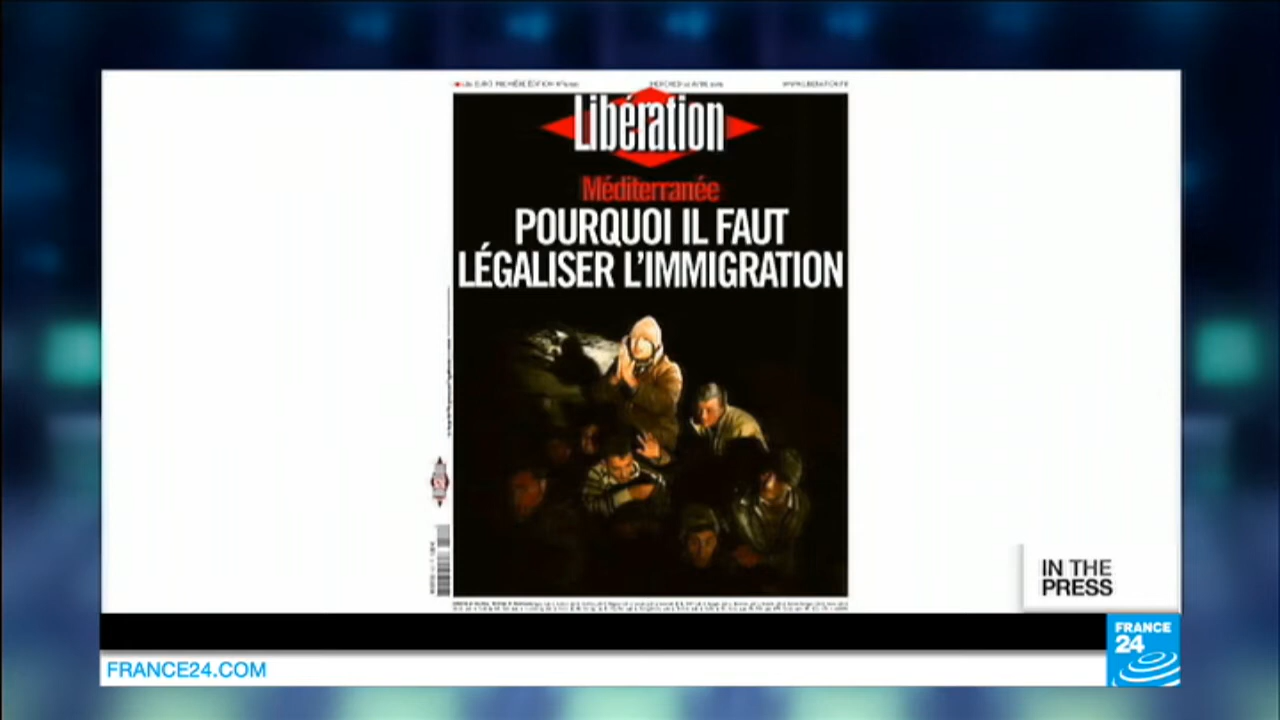 Libération
Méditerranée
POURQUOI IL FAUT
LÉGALISER L'IMMIGRATION
IN THE
PRESS
FRANCE
24
FRANCE24.COM